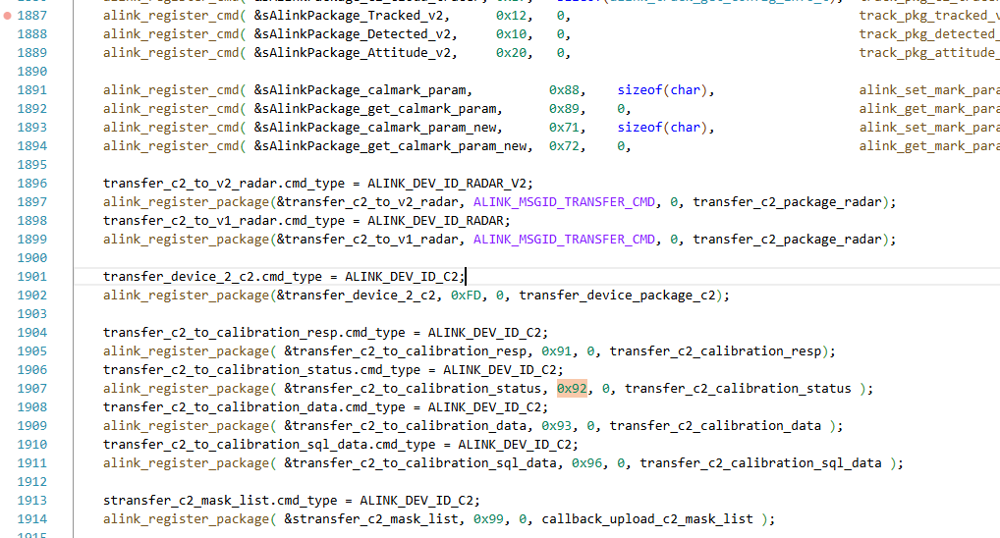 1887 alink_register_cmd( &sAlinkPackage_Tracked_v2, 0x12, 0, track_pkg_tracked_v
1888 alink_register_cmd( &sAlinkPackage_Detected_v2, 0x10, 0, track_pkg_detected_
1889 alink_register_cmd( &sAlinkPackage_Attitude_v2, 0x20, 0, track_pkg_attitude_
1890
1891 alink_register_cmd( &sAlinkPackage_calmark_param, 0x88, sizeof(char), alink_set_mark_para
1892 alink_register_cmd( &sAlinkPackage_get_calmark_param, 0x89, 0, alink_get_mark_para
1893 alink_register_cmd( &sAlinkPackage_calmark_param_new, 0x71, sizeof(char), alink_set_mark_para
1894 alink_register_cmd( &sAlinkPackage_get_calmark_param_new, 0x72, 0, alink_get_mark_para
1895
1896 transfer_c2_to_v2_radar.cmd_type = ALINK_DEV_ID_RADAR_V2;
1897 alink_register_package(&transfer_c2_to_v2_radar, ALINK_MSGID_TRANSFER_CMD, 0, transfer_c2_package_radar);
1898 transfer_c2_to_v1_radar.cmd_type = ALINK_DEV_ID_RADAR;
1899 alink_register_package(&transfer_c2_to_v1_radar, ALINK_MSGID_TRANSFER_CMD, 0, transfer_c2_package_radar);
1900
1901 transfer_device_2_c2.cmd_type = ALINK_DEV_ID_C2;
1902 alink_register_package(&transfer_device_2_c2, 0xFD, 0, transfer_device_package_c2);
1903
1904 transfer_c2_to_calibration_resp.cmd_type = ALINK_DEV_ID_C2;
1905 alink_register_package( &transfer_c2_to_calibration_resp, 0x91, 0, transfer_c2_calibration_resp);
1906 transfer_c2_to_calibration_status.cmd_type = ALINK_DEV_ID_C2;
1907 alink_register_package( &transfer_c2_to_calibration_status, 0x92, 0, transfer_c2_calibration_status );
1908 transfer_c2_to_calibration_data.cmd_type = ALINK_DEV_ID_C2;
1909 alink_register_package( &transfer_c2_to_calibration_data, 0x93, 0, transfer_c2_calibration_data );
1910 transfer_c2_to_calibration_sql_data.cmd_type = ALINK_DEV_ID_C2;
1911 alink_register_package( &transfer_c2_to_calibration_sql_data, 0x96, 0, transfer_c2_calibration_sql_data );
1912
1913 stransfer_c2_mask_list.cmd_type = ALINK_DEV_ID_C2;
1914 alink_register_package( &stransfer_c2_mask_list, 0x99, 0, callback_upload_c2_mask_list );